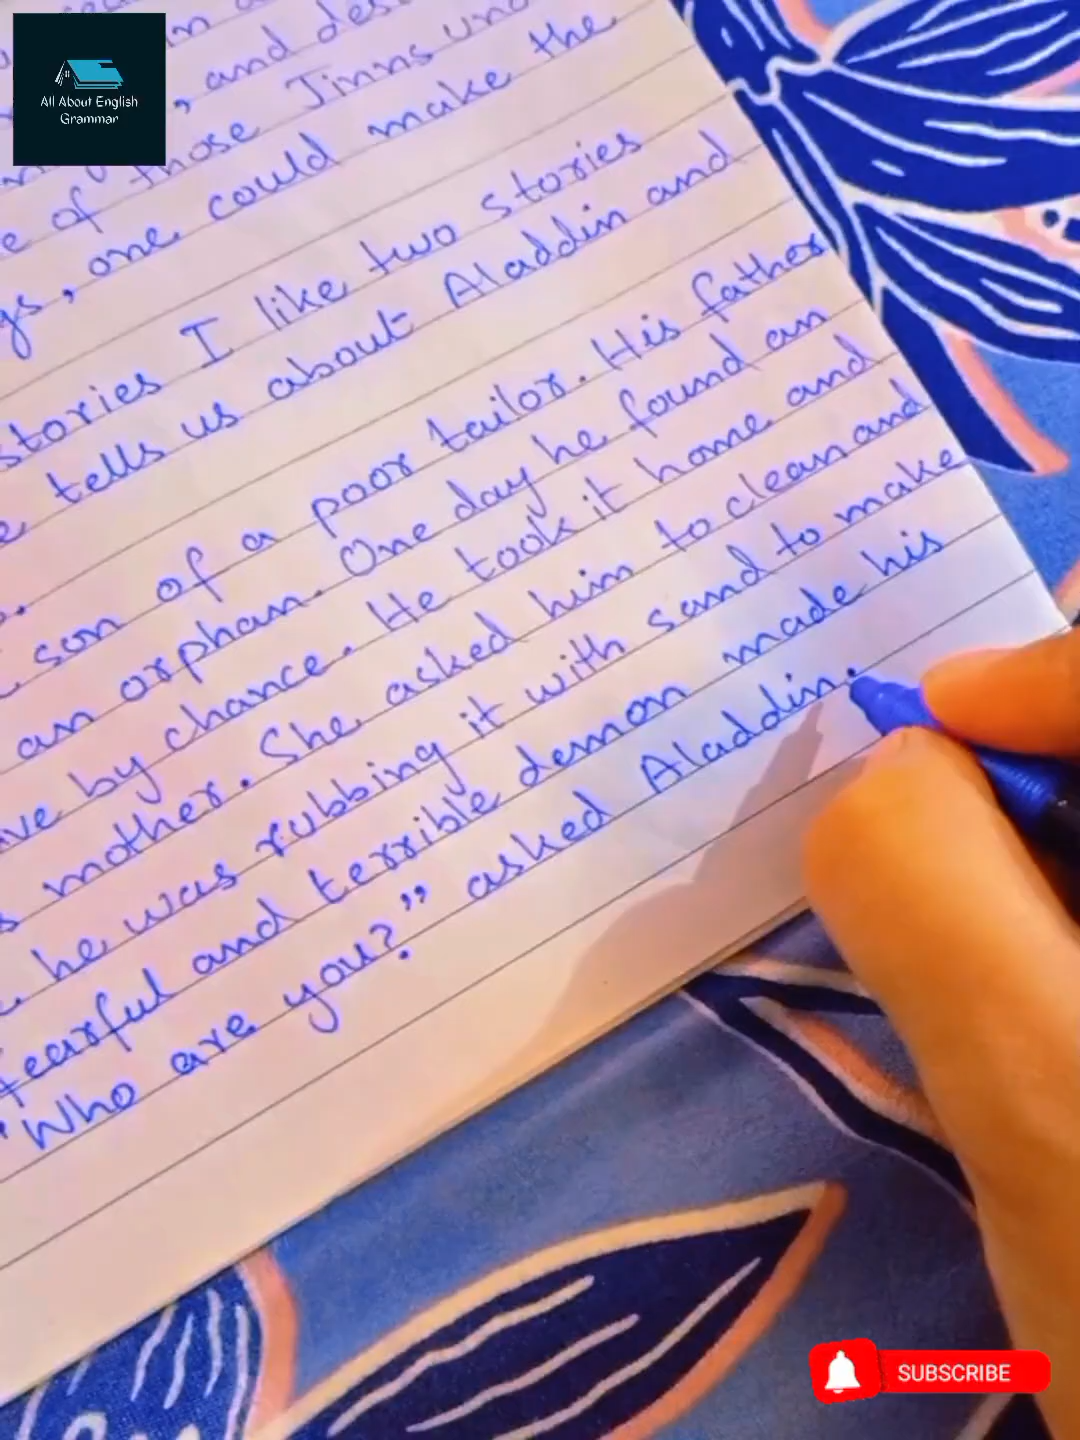 All About English
Grammar
, and des
e of those Jinns und
gs, one could make the
stories I like two stories
e tells us about Aladdin and
son of a poor tailor. His father
an orphan. One day he found an
ave by chance. He took it home and
s mother. She asked him to clean and
he was rubbing it with sand to make
fearful and terrible demon made his
"Who are you?" asked Aladdin.
SUBSCRIBE